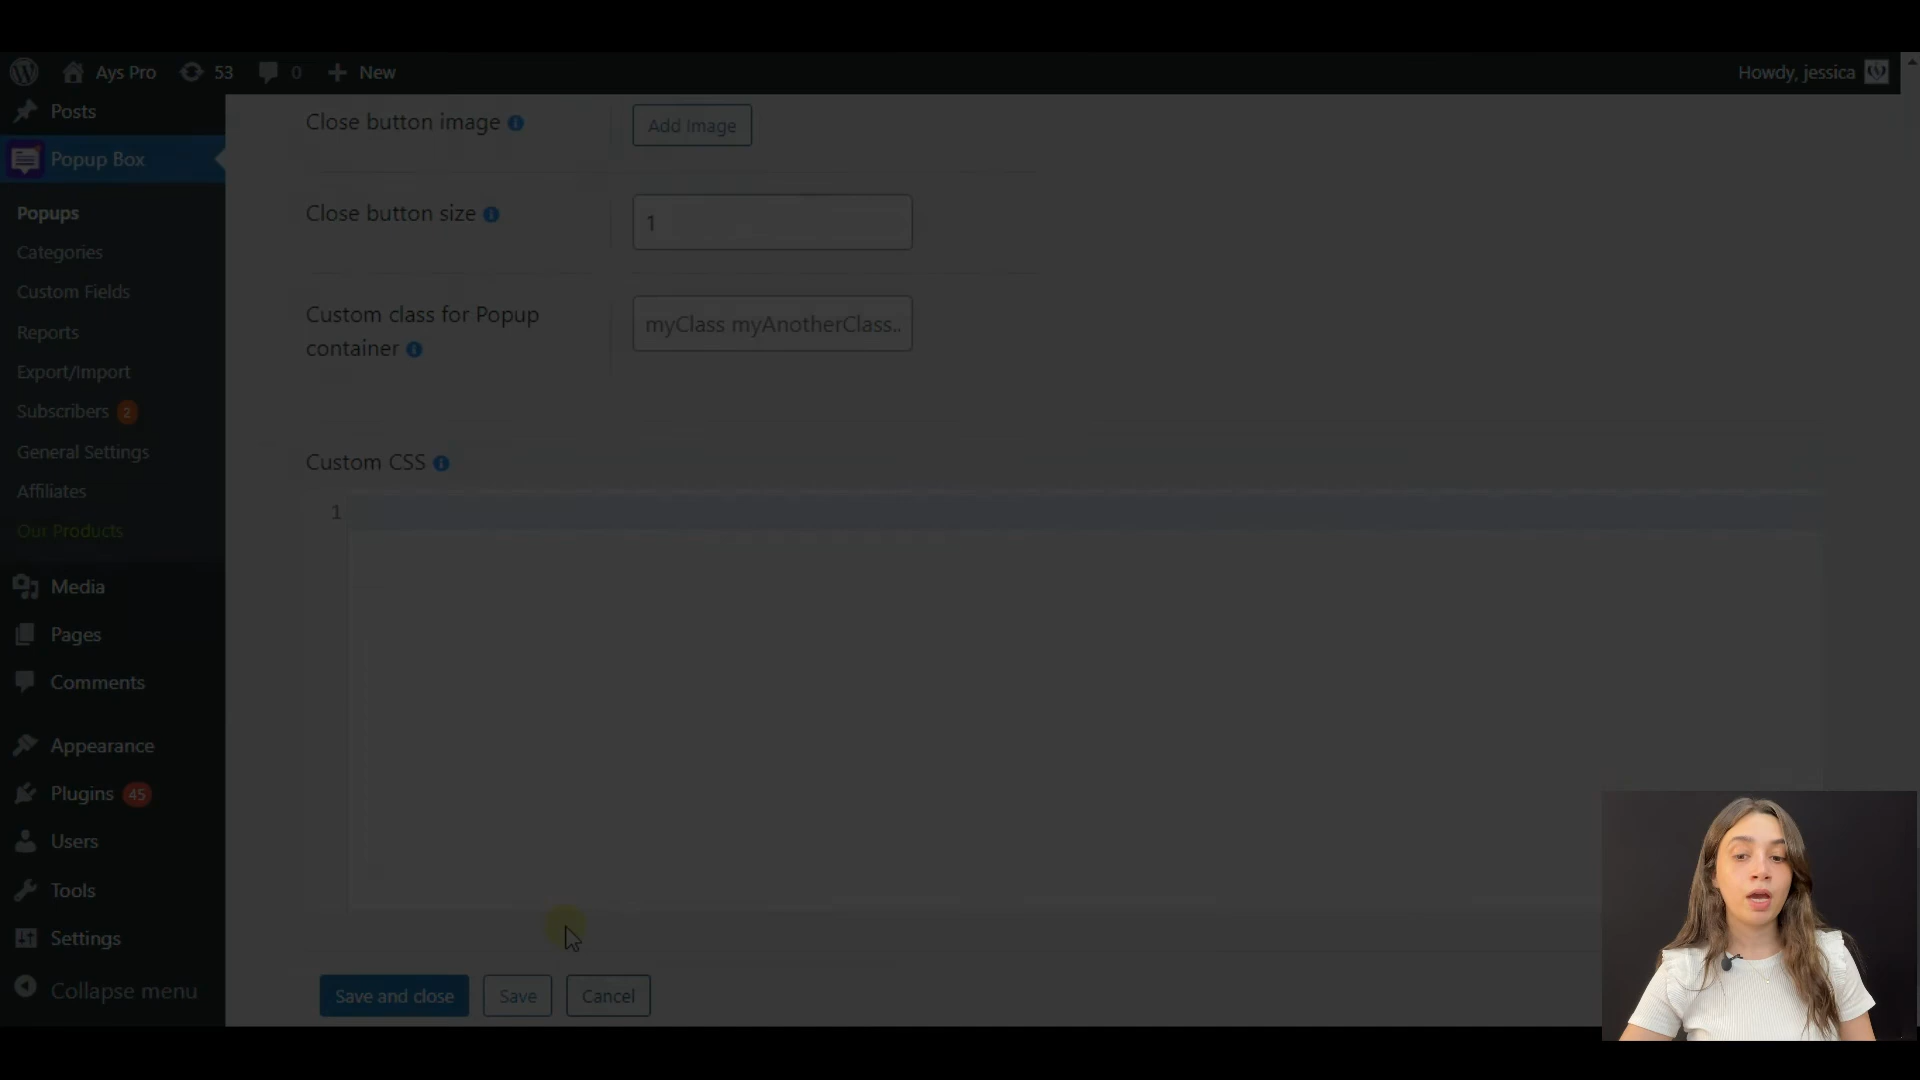 Ays Pro
53
0
New
Howdy, jessica
Posts
Popup Box
Popups
Categories
Custom Fields
Reports
Export/Import
Subscribers 2
General Settings
Affiliates
Our Products
Media
Pages
Comments
Appearance
Plugins 45
Users
Tools
Settings
Collapse menu
Close button image
Add Image
Close button size
1
Custom class for Popup
container
myClass myAnotherClass..
Custom CSS
1
Save and close
Save
Cancel